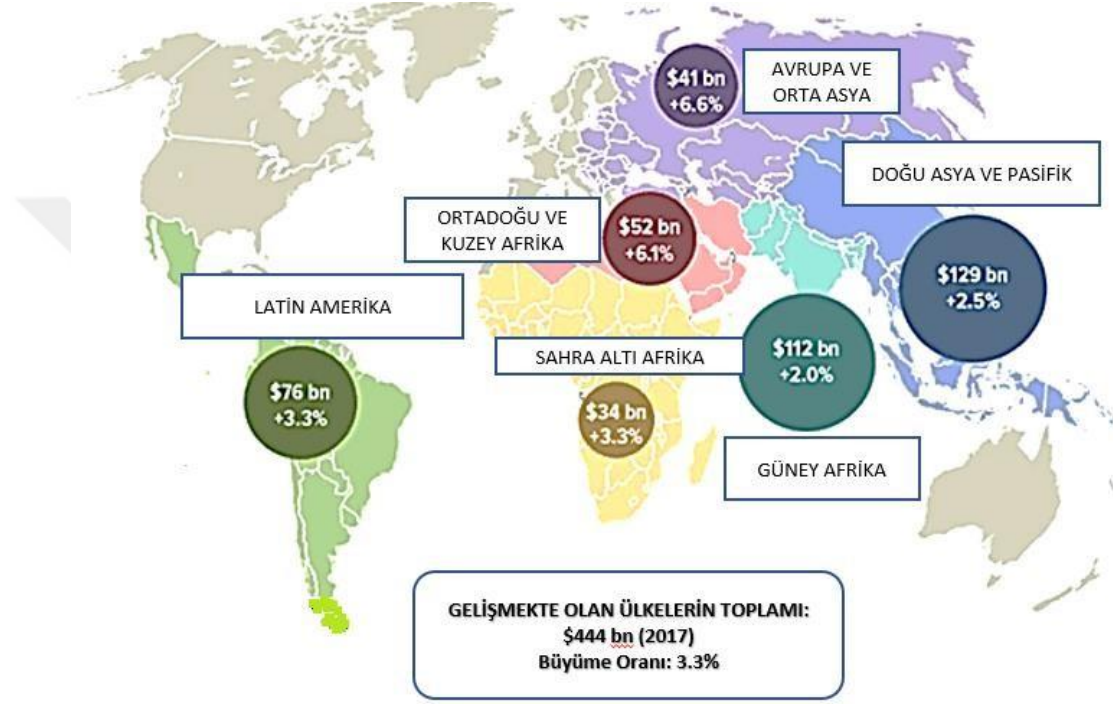 $41 bn
+6.6%
AVRUPA VE
ORTA ASYA
DOĞU ASYA VE PASİFİK
ORTADOĞU VE
KUZEY AFRİKA
$52 bn
+6.1%
$129 bn
+2.5%
LATİN AMERİKA
SAHRA ALTI AFRİKA
$112 bn
+2.0%
$76 bn
+3.3%
$34 bn
+3.3%
GÜNEY AFRİKA
GELİŞMEKTE OLAN ÜLKELERİN TOPLAMI:
$444 bn (2017)
Büyüme Oranı: 3.3%